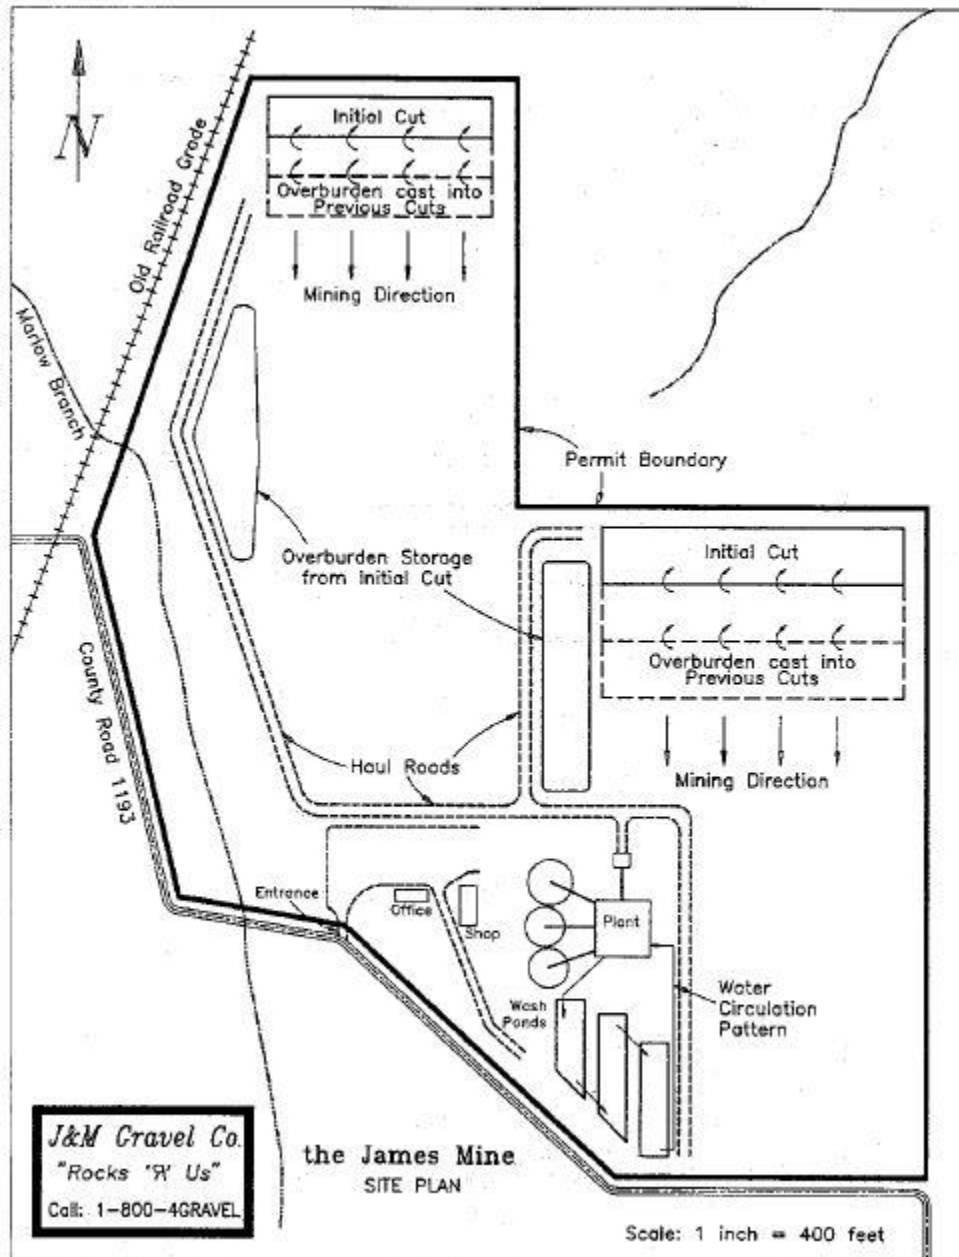 N
Old Railroad Grade
Initial Cut
Overburden cast into
Previous Cuts
Mining Direction
Marlow Branch
Permit Boundary
Overburden Storage
from Initial Cut
Initial Cut
Overburden cast into
Previous Cuts
County Road 1193
Haul Roads
Mining Direction
Entrance
Office
Shop
Plant
Wash
Ponds
Water
Circulation
Pattern
J&M Gravel Co.
"Rocks 'R' Us"
Call: 1-800-4GRAVEL
the James Mine
SITE PLAN
Scale: 1 inch = 400 feet